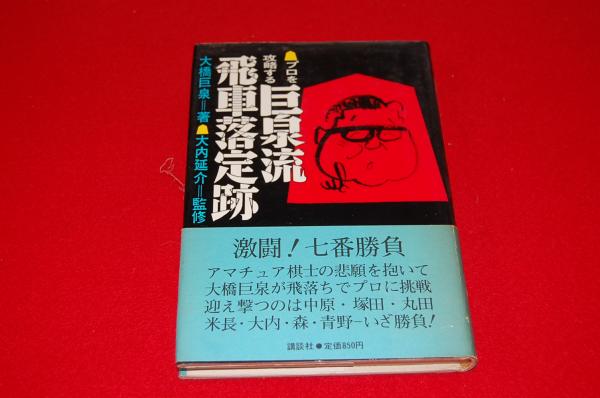 プロを
攻略する
巨泉流
飛車落定跡
大橋巨泉=著
大内延介=監修
激闘!七番勝負
アマチュア棋士の悲願を抱いて
大橋巨泉が飛落ちでプロに挑戦
迎え撃つのは中原・塚田・丸田
米長・大内・森・青野–いざ勝負!
講談社●定価850円